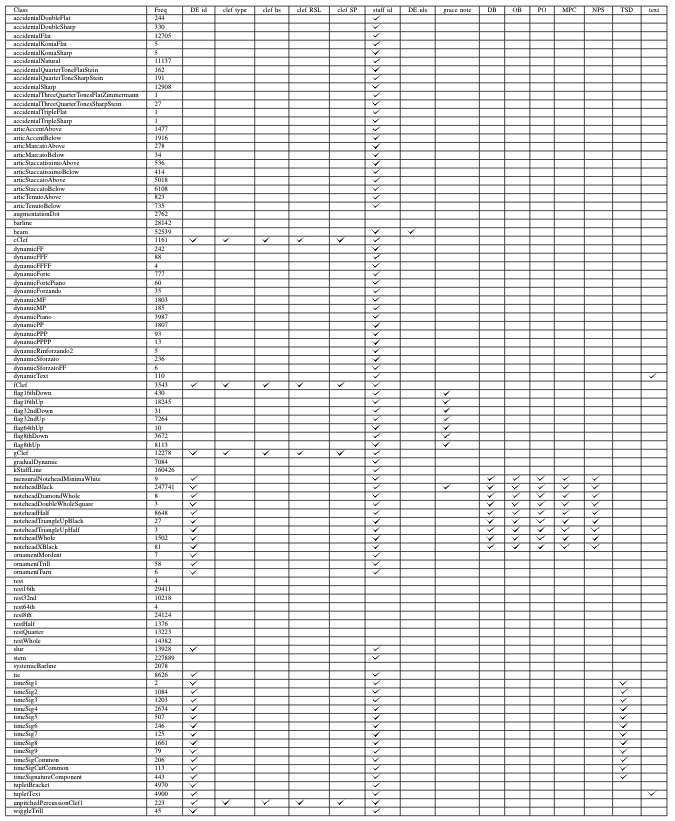 Class Freq DE id clef type clef hs clef RSL clef SP staff id DE ids grace note DB OB PO MPC NPS TSD text
accidentalDoubleFlat 244 ✓
accidentalDoubleSharp 330 ✓
accidentalFlat 12705 ✓
accidentalKomaFlat 5 ✓
accidentalKomaSharp 5 ✓
accidentalNatural 11137 ✓
accidentalQuarterToneFlatStein 162 ✓
accidentalQuarterToneSharpStein 191 ✓
accidentalSharp 12908 ✓
accidentalThreeQuarterTonesFlatZimmermann 1 ✓
accidentalThreeQuarterTonesSharpStein 27 ✓
accidentalTripleFlat 1 ✓
accidentalTripleSharp 1 ✓
articAccentAbove 1477 ✓
articAccentBelow 1916 ✓
articMarcatoAbove 278 ✓
articMarcatoBelow 34 ✓
articStaccatissimoAbove 536 ✓
articStaccatissimoBelow 414 ✓
articStaccatoAbove 5018 ✓
articStaccatoBelow 6108 ✓
articTenutoAbove 823 ✓
articTenutoBelow 735 ✓
augmentationDot 2762
barline 28142
beam 52539 ✓ ✓
cClef 1161 ✓ ✓ ✓ ✓ ✓ ✓
dynamicFF 242 ✓
dynamicFFF 88 ✓
dynamicFFFF 4 ✓
dynamicForte 777 ✓
dynamicFortePiano 60 ✓
dynamicForzando 35 ✓
dynamicMF 1803 ✓
dynamicMP 185 ✓
dynamicPiano 3987 ✓
dynamicPP 1807 ✓
dynamicPPP 93 ✓
dynamicPPPP 13 ✓
dynamicRinforzando2 5 ✓
dynamicSforzato 236 ✓
dynamicSforzatoFF 6 ✓
dynamicText 110 ✓ ✓
fClef 3543 ✓ ✓ ✓ ✓ ✓ ✓
flag16thDown 430 ✓ ✓
flag16thUp 18245 ✓ ✓
flag32ndDown 31 ✓ ✓
flag32ndUp 7264 ✓ ✓
flag64thUp 10 ✓ ✓
flag8thDown 3672 ✓ ✓
flag8thUp 8113 ✓ ✓
gClef 12278 ✓ ✓ ✓ ✓ ✓ ✓
gradualDynamic 7084 ✓
kStaffLine 160426 ✓
mensuralNoteheadMinimaWhite 9 ✓ ✓ ✓ ✓ ✓ ✓ ✓
noteheadBlack 247741 ✓ ✓ ✓ ✓ ✓ ✓ ✓ ✓
noteheadDiamondWhole 8 ✓ ✓ ✓ ✓ ✓ ✓ ✓
noteheadDoubleWholeSquare 3 ✓ ✓ ✓ ✓ ✓ ✓ ✓
noteheadHalf 8648 ✓ ✓ ✓ ✓ ✓ ✓ ✓
noteheadTriangleUpBlack 27 ✓ ✓ ✓ ✓ ✓ ✓ ✓
noteheadTriangleUpHalf 3 ✓ ✓ ✓ ✓ ✓ ✓ ✓
noteheadWhole 1502 ✓ ✓ ✓ ✓ ✓ ✓ ✓
noteheadXBlack 81 ✓ ✓ ✓ ✓ ✓ ✓ ✓
ornamentMordent 7 ✓ ✓
ornamentTrill 58 ✓ ✓
ornamentTurn 6 ✓ ✓
rest 4
rest16th 29411
rest32nd 10218
rest64th 4
rest8th 24124
restHalf 1376
restQuarter 13223
restWhole 14382
slur 13928 ✓ ✓
stem 227889 ✓
systemicBarline 2078
tie 8626 ✓ ✓
timeSig1 2 ✓ ✓ ✓
timeSig2 1084 ✓ ✓ ✓
timeSig3 1203 ✓ ✓ ✓
timeSig4 2674 ✓ ✓ ✓
timeSig5 507 ✓ ✓ ✓
timeSig6 246 ✓ ✓ ✓
timeSig7 125 ✓ ✓ ✓
timeSig8 1661 ✓ ✓ ✓
timeSig9 79 ✓ ✓ ✓
timeSigCommon 206 ✓ ✓ ✓
timeSigCutCommon 113 ✓ ✓ ✓
timeSignatureComponent 443 ✓ ✓ ✓
tupletBracket 4970 ✓ ✓
tupletText 4900 ✓ ✓ ✓
unpitchedPercussionClef1 223 ✓ ✓ ✓ ✓ ✓ ✓
wiggleTrill 45 ✓ ✓